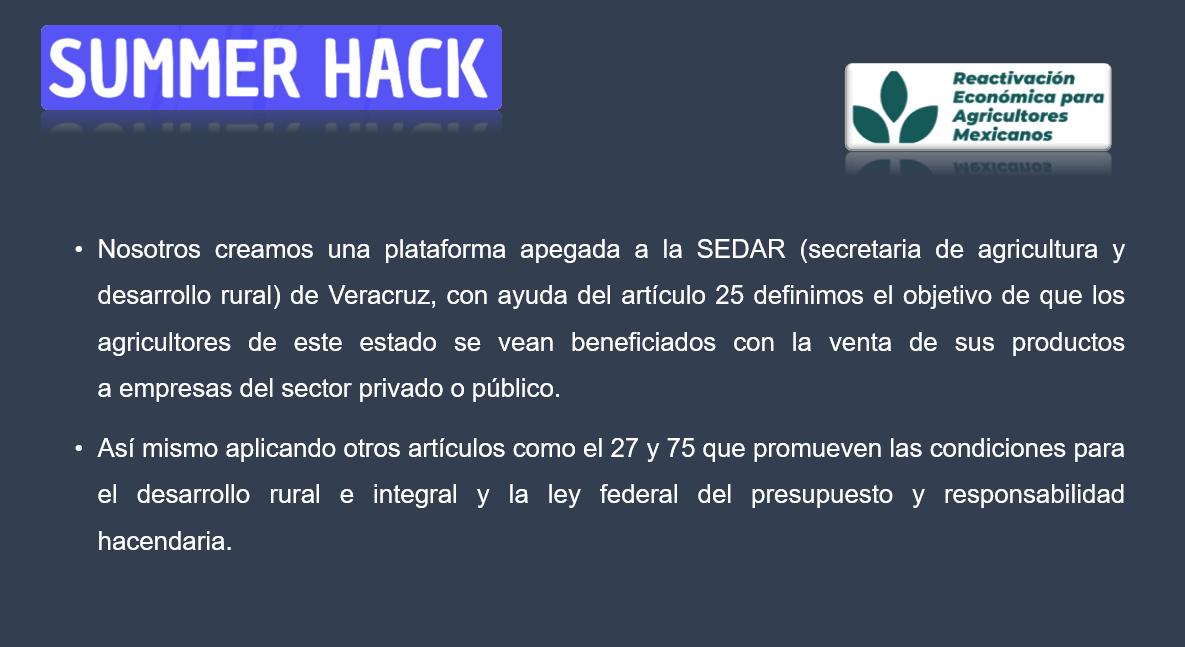 SUMMER HACK
Reactivación
Económica para
Agricultores
Mexicanos
• Nosotros creamos una plataforma apegada a la SEDAR (secretaria de agricultura y
desarrollo rural) de Veracruz, con ayuda del artículo 25 definimos el objetivo de que los
agricultores de este estado se vean beneficiados con la venta de sus productos
a empresas del sector privado o público.
• Así mismo aplicando otros artículos como el 27 y 75 que promueven las condiciones para
el desarrollo rural e integral y la ley federal del presupuesto y responsabilidad
hacendaria.